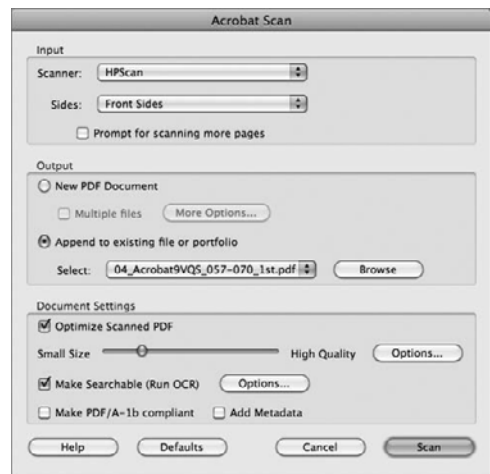 Acrobat Scan
Input
Scanner: HPScan
Sides: Front Sides
Prompt for scanning more pages
Output
New PDF Document
Multiple files More Options...
Append to existing file or portfolio
Select: 04_Acrobat9VQS_057-070_1st.pdf Browse
Document Settings
Optimize Scanned PDF
Small Size High Quality Options...
Make Searchable (Run OCR) Options...
Make PDF/A-1b compliant Add Metadata
Help Defaults Cancel Scan